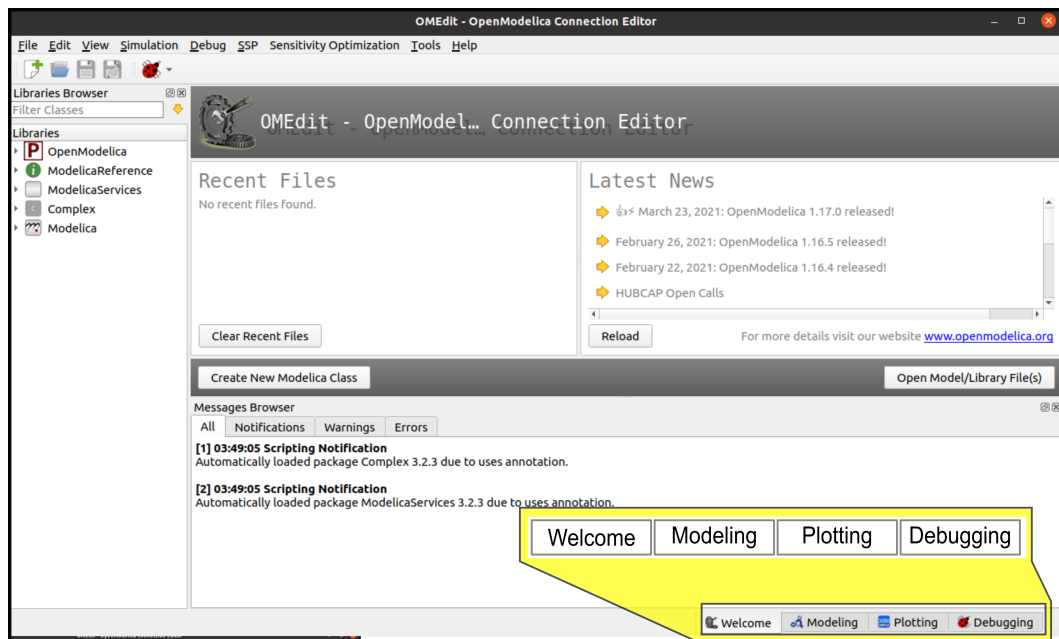 OMEdit - OpenModelica Connection Editor
File Edit View Simulation Debug SSP Sensitivity Optimization Tools Help
Libraries Browser
Filter Classes
Libraries
OpenModelica
ModelicaReference
ModelicaServices
Complex
Modelica
OMEdit - OpenModel… Connection Editor
Recent Files
No recent files found.
Clear Recent Files
Latest News
March 23, 2021: OpenModelica 1.17.0 released!
February 26, 2021: OpenModelica 1.16.5 released!
February 22, 2021: OpenModelica 1.16.4 released!
HUBCAP Open Calls
Reload
For more details visit our website www.openmodelica.org
Create New Modelica Class
Open Model/Library File(s)
Messages Browser
All Notifications Warnings Errors
[1] 03:49:05 Scripting Notification
Automatically loaded package Complex 3.2.3 due to uses annotation.
[2] 03:49:05 Scripting Notification
Automatically loaded package ModelicaServices 3.2.3 due to uses annotation.
Welcome Modeling Plotting Debugging
Welcome Modeling Plotting Debugging